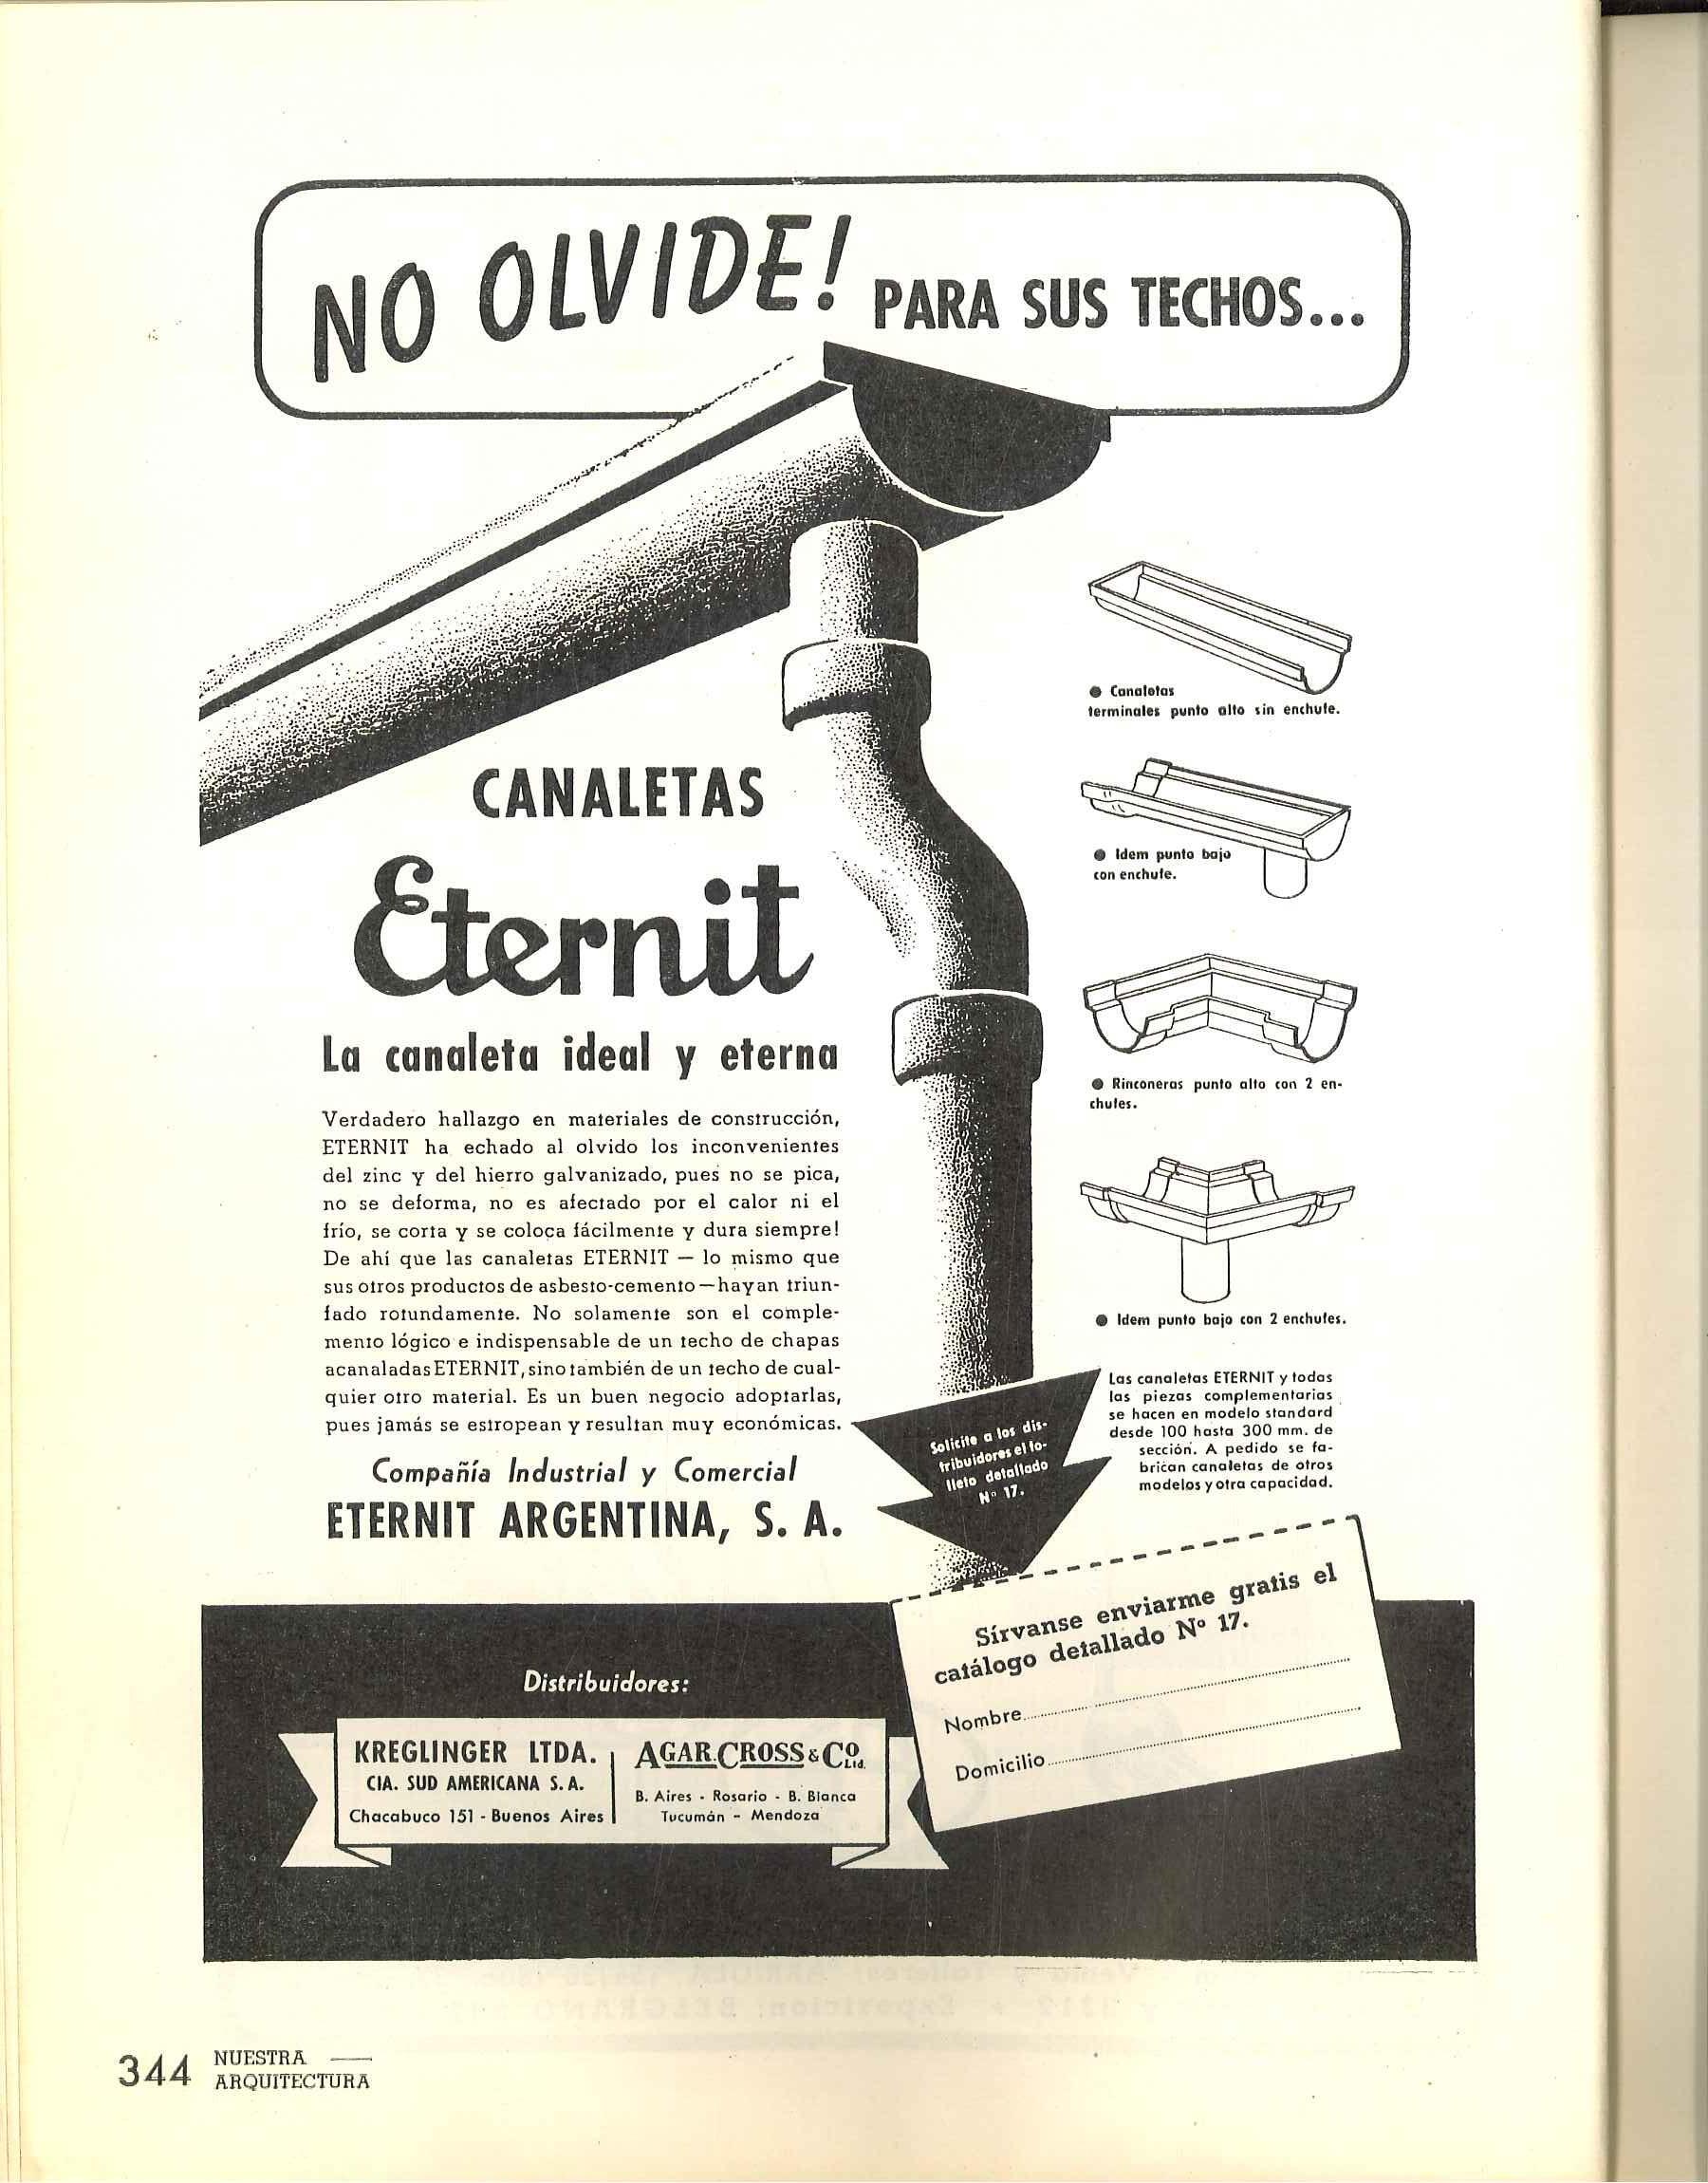 NO OLVIDE! PARA SUS TECHOS...
CANALETAS
Eternit
La canaleta ideal y eterna
Verdadero hallazgo en materiales de construcción,
ETERNIT ha echado al olvido los inconvenientes
del zinc y del hierro galvanizado, pues no se pica,
no se deforma, no es afectado por el calor ni el
frío, se corta y se coloca fácilmente y dura siempre!
De ahí que las canaletas ETERNIT — lo mismo que
sus otros productos de asbesto-cemento—hayan triun-
fado rotundamente. No solamente son el comple-
mento lógico e indispensable de un techo de chapas
acanaladas ETERNIT, sino también de un techo de cual-
quier otro material. Es un buen negocio adoptarlas,
pues jamás se estropean y resultan muy económicas.
Compañía Industrial y Comercial
ETERNIT ARGENTINA, S. A.
● Canaletas
terminales punto alto sin enchufe.
● Idem punto bajo
con enchufe.
● Rinconeras punto alto con 2 en-
chufes.
● Idem punto bajo con 2 enchufes.
Las canaletas ETERNIT y todas
las piezas complementarias
se hacen en modelo standard
desde 100 hasta 300 mm. de
sección. A pedido se fa-
brican canaletas de otros
modelos y otra capacidad.
Solicite a los dis-
tribuidores el fo-
lleto detallado
Nº 17.
Sírvanse enviarme gratis el
catálogo detallado Nº 17.
Nombre
Domicilio
Distribuidores:
KREGLINGER LTDA.
CIA. SUD AMERICANA S. A.
Chacabuco 151 - Buenos Aires
AGAR. CROSS & Cº Ltd.
B. Aires - Rosario - B. Blanca
Tucumán - Mendoza
344 NUESTRA —
ARQUITECTURA